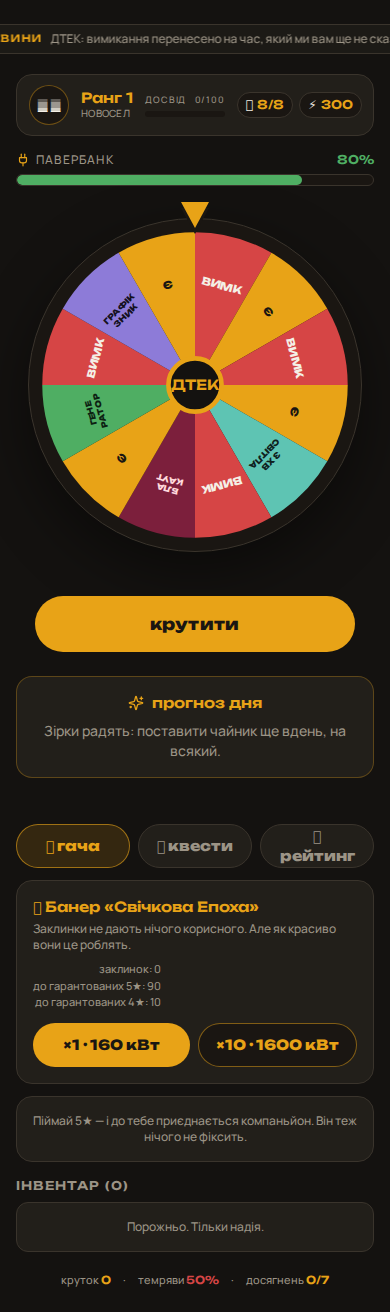 ВИНИ ДТЕК: вимикання перенесено на час, який ми вам ще не ска
Ранг 1
НОВОСЕЛ
ДОСВІД 0/100
8/8
⚡ 300
ПАВЕРБАНК 80%
ВИМК
Є
ВИМК
Є
ЗХВ
СВІТЛА
ВИМК
БЛЕ
КАУТ
Є
ГЕНЕ
РАТОР
ВИМК
ГРАФІК
ЗНИК
Є
ДТЕК
крутити
прогноз дня
Зірки радять: поставити чайник ще вдень, на
всякий.
гача
квести
рейтинг
Банер «Свічкова Епоха»
Заклинки не дають нічого корисного. Але як красиво
вони це роблять.
заклинок: 0
до гарантованих 5★: 90
до гарантованих 4★: 10
×1 · 160 кВт
×10 · 1600 кВт
Піймай 5★ — і до тебе приєднається компаньйон. Він теж
нічого не фіксить.
ІНВЕНТАР (0)
Порожньо. Тільки надія.
круток 0 · темряви 50% · досягнень 0/7